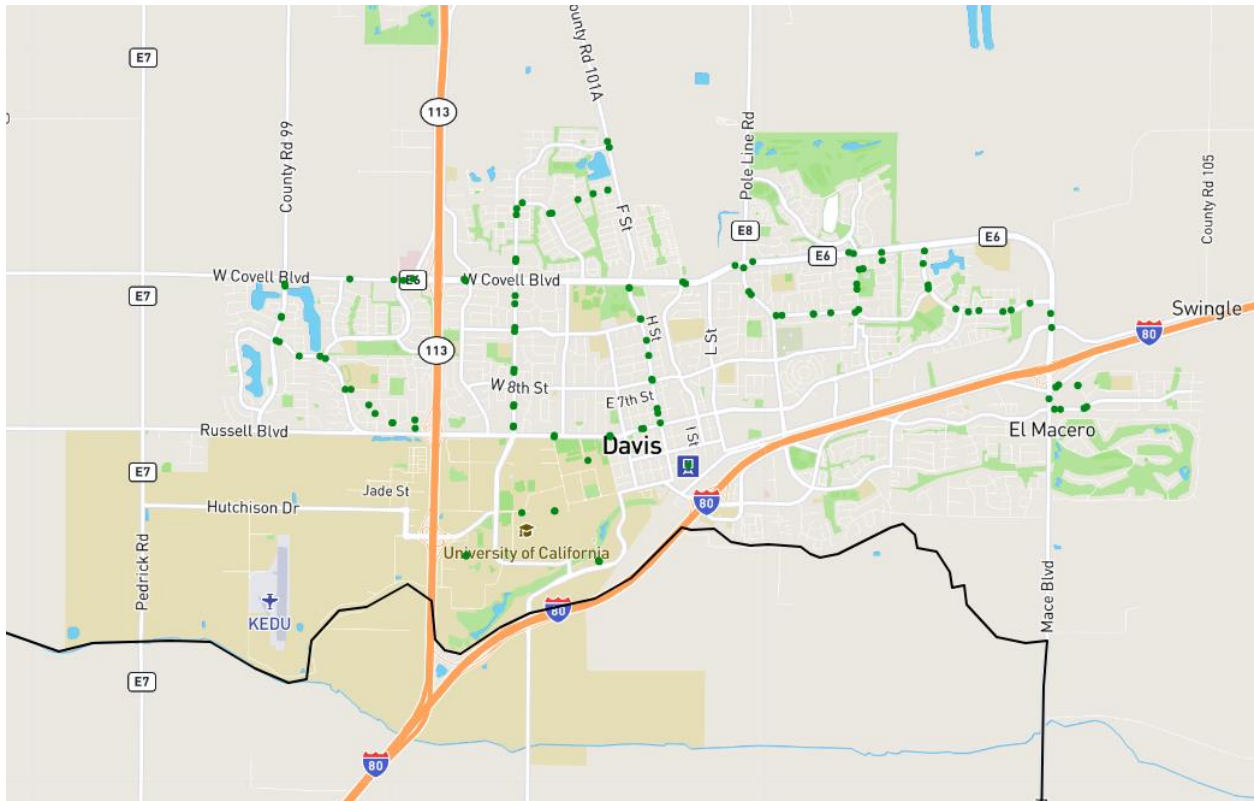 E7
County Rd 99
113
County Rd 101A
Pole Line Rd
County Rd 105
F St
E8
E6
E6
W Covell Blvd
E6
W Covell Blvd
E7
Swingle
80
H St
L St
113
W 8th St
E 7th St
Russell Blvd
I St
Davis
El Macero
E7
Jade St
80
Hutchison Dr
University of California
Pedrick Rd
KEDU
80
Mace Blvd
E7
80